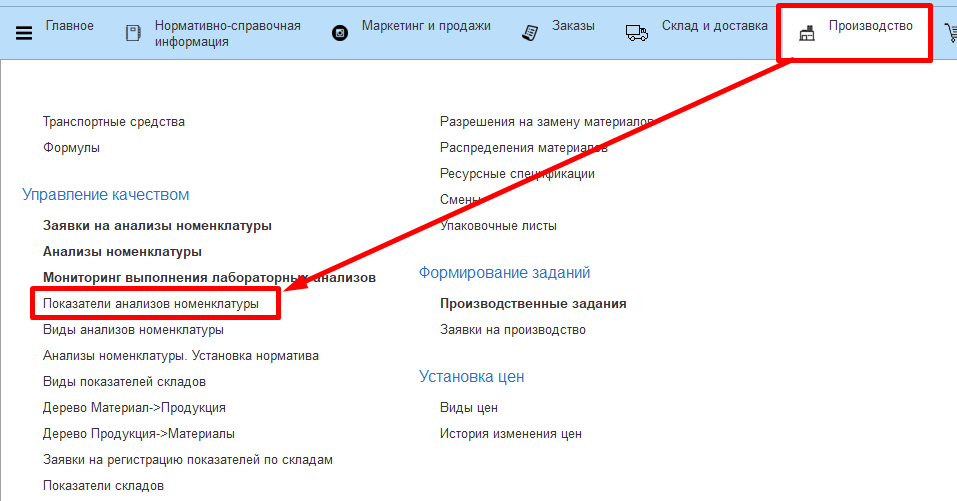 Главное
Нормативно-справочная
информация
Маркетинг и продажи
Заказы
Склад и доставка
Производство
Транспортные средства
Формулы
Управление качеством
Заявки на анализы номенклатуры
Анализы номенклатуры
Мониторинг выполнения лабораторных анализов
Показатели анализов номенклатуры
Виды анализов номенклатуры
Анализы номенклатуры. Установка норматива
Виды показателей складов
Дерево Материал->Продукция
Дерево Продукция->Материалы
Заявки на регистрацию показателей по складам
Показатели складов
Разрешения на замену материалов
Распределения материалов
Ресурсные спецификации
Смены
Упаковочные листы
Формирование заданий
Производственные задания
Заявки на производство
Установка цен
Виды цен
История изменения цен